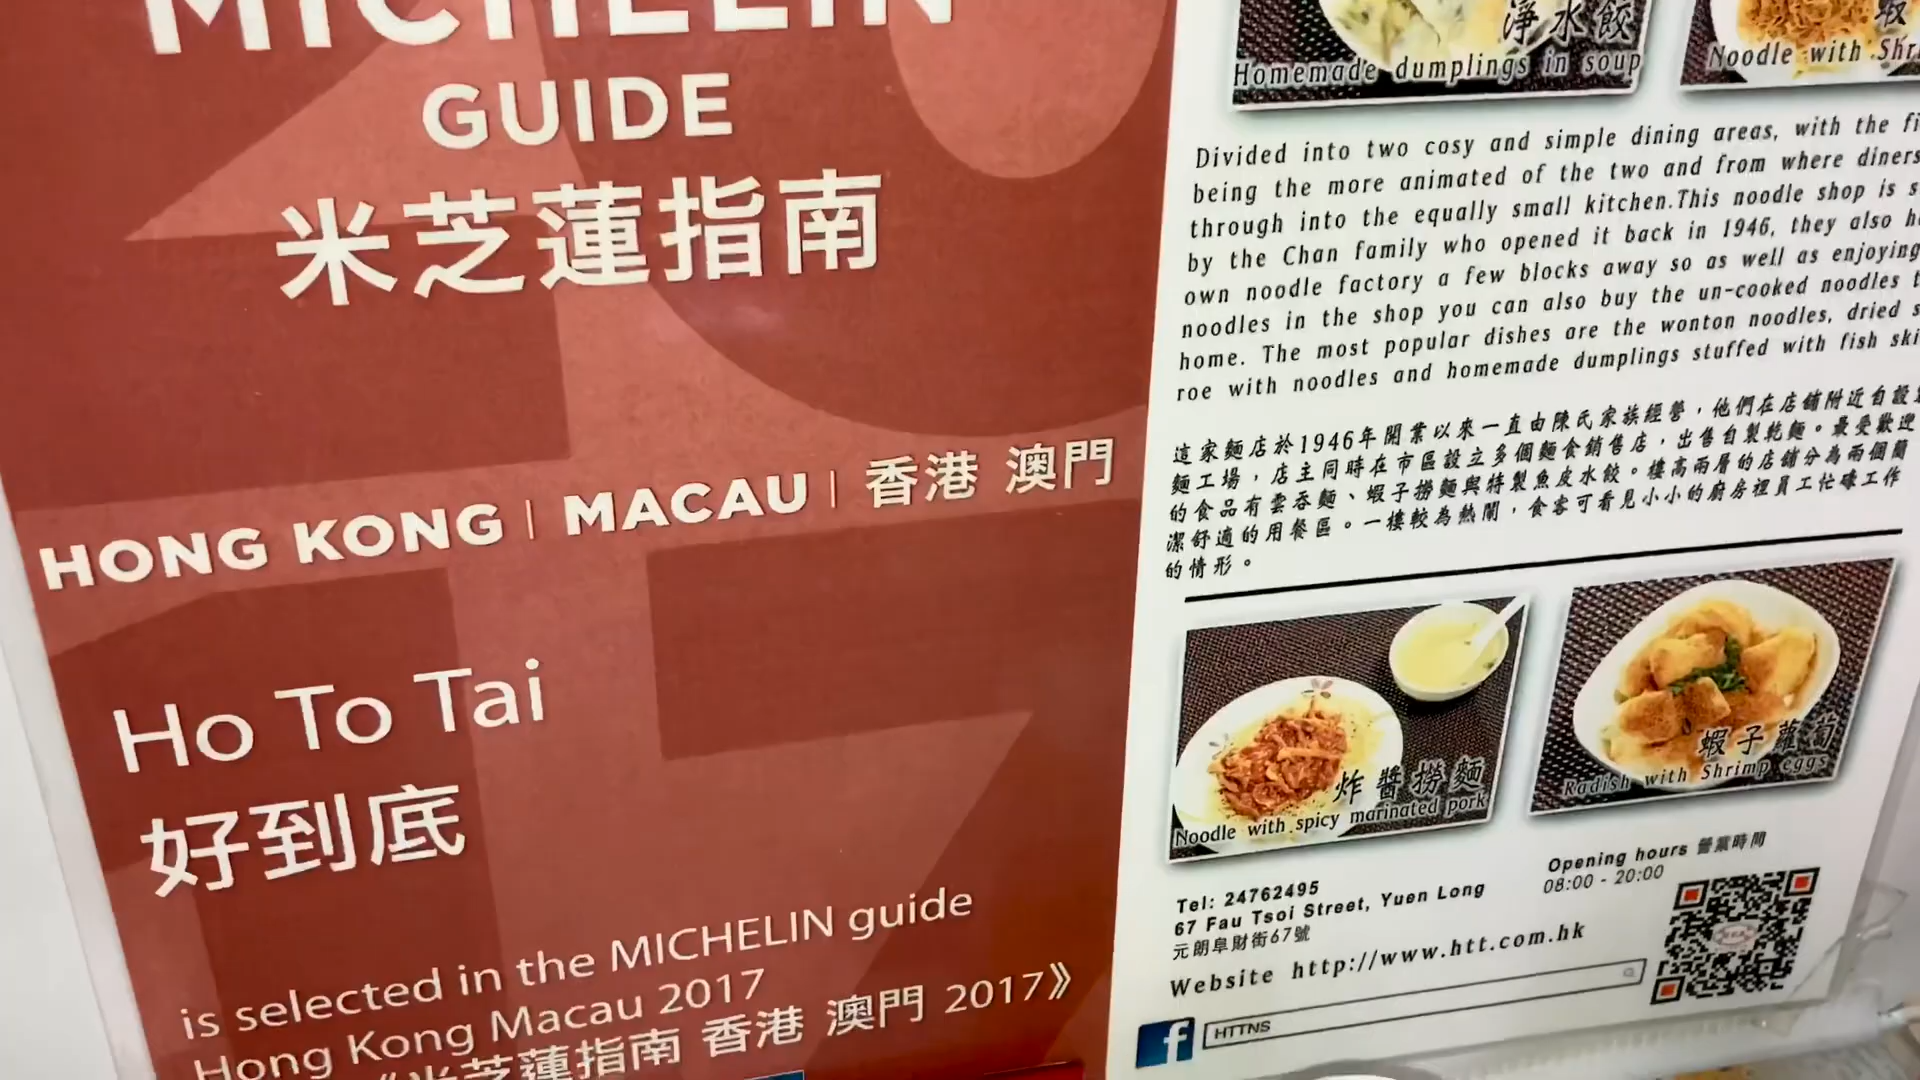 MICHELIN
GUIDE
米芝蓮指南
HONG KONG | MACAU | 香港 澳門
Ho To Tai
好到底
is selected in the MICHELIN guide
Hong Kong Macau 2017
《米芝蓮指南 香港 澳門 2017》
淨水餃
Homemade dumplings in soup
蝦
Noodle with Shr
Divided into two cosy and simple dining areas, with the fi
being the more animated of the two and from where diners
through into the equally small kitchen.This noodle shop is s
by the Chan family who opened it back in 1946, they also h
own noodle factory a few blocks away so as well as enjoying
noodles in the shop you can also buy the un-cooked noodles t
home. The most popular dishes are the wonton noodles, dried s
roe with noodles and homemade dumplings stuffed with fish ski
這家麵店於1946年開業以來一直由陳氏家族經營，他們在店舖附近自設
麵工場，店主同時在市區設立多個麵食銷售店，出售自製乾麵。最受歡迎
的食品有雲吞麵、蝦子撈麵與特製魚皮水餃。樓高兩層的店舖分為兩個簡
潔舒適的用餐區。一樓較為熱鬧，食客可看見小小的廚房裡員工忙碌工作
的情形。
炸醬撈麵
Noodle with spicy marinated pork
蝦子蘿蔔
Radish with Shrimp eggs
Tel: 24762495
67 Fau Tsoi Street, Yuen Long
元朗阜財街67號
Opening hours 營業時間
08:00 - 20:00
Website http://www.htt.com.hk
f HTTNS